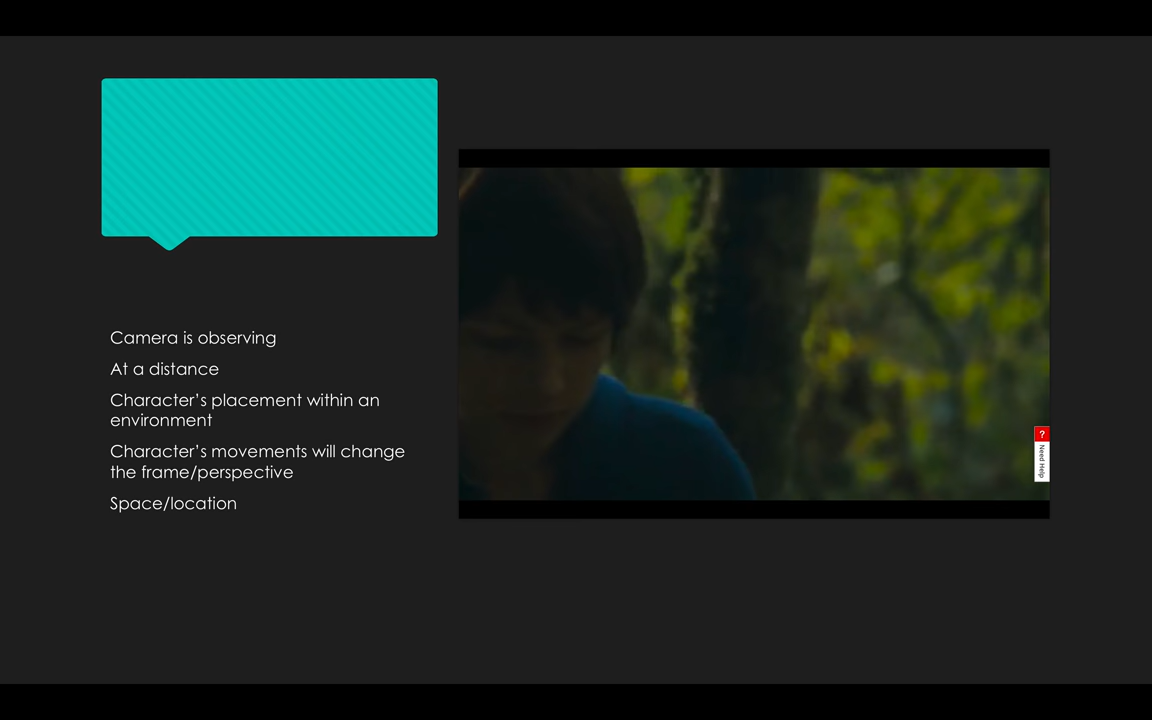 Camera is observing
At a distance
Character’s placement within an
environment
Character’s movements will change
the frame/perspective
Space/location
?
Need Help